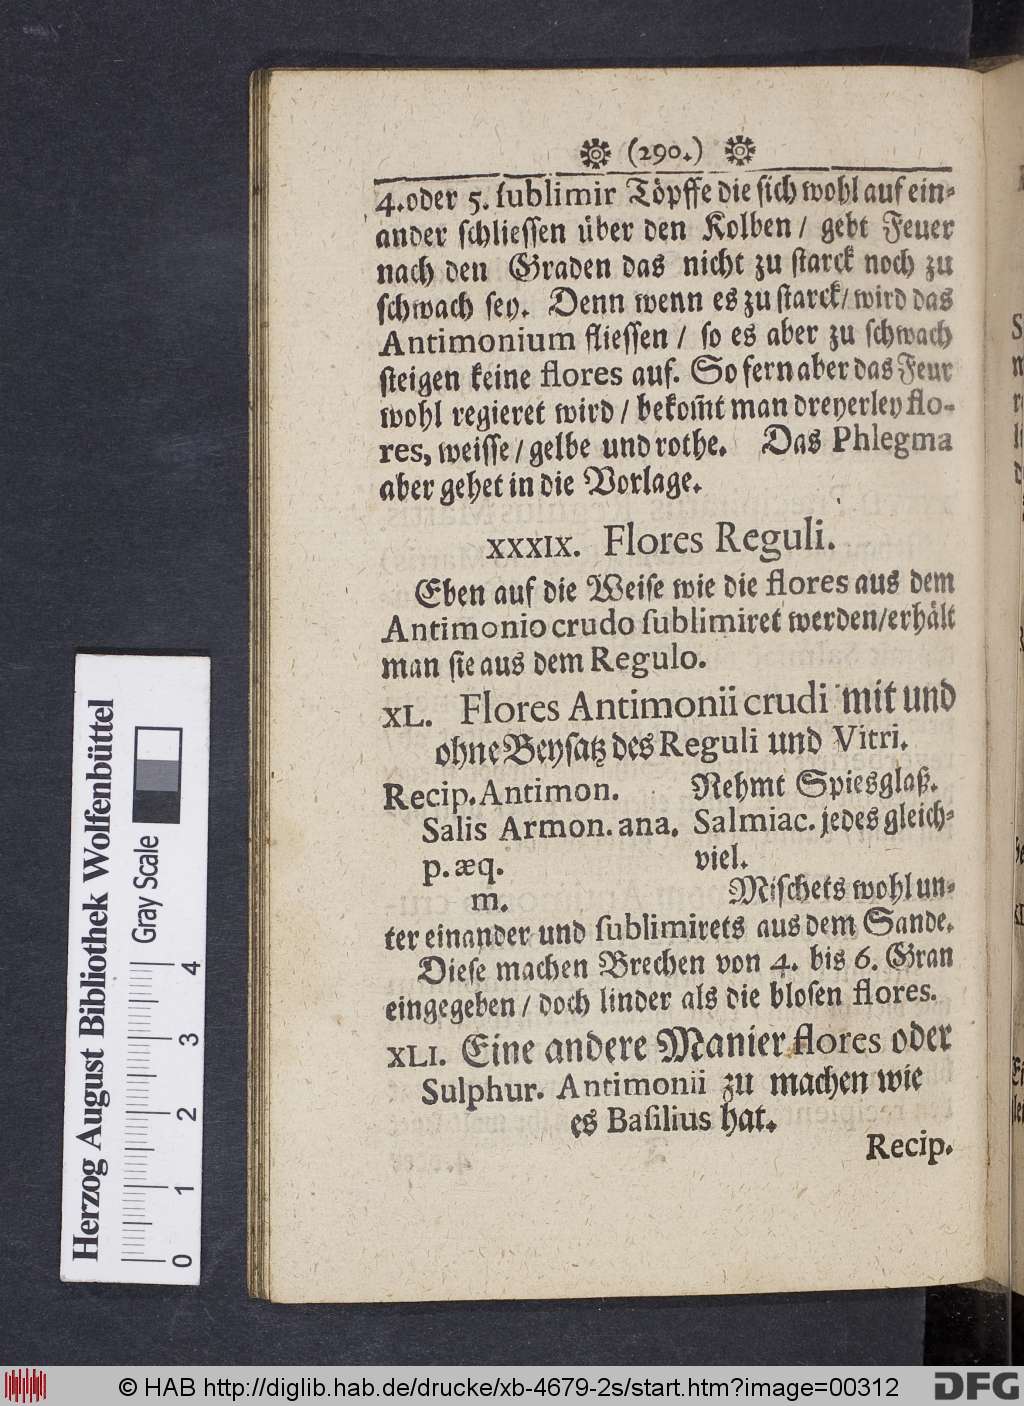 (290.)
4. oder 5. ſublimir Töpffe die ſich wohl auf ein-
ander ſchlieſſen über den Kolben / gebt Feuer
nach den Graden das nicht zu ſtarck noch zu
ſchwach ſey. Denn wenn es zu ſtarck / wird das
Antimonium flieſſen / ſo es aber zu ſchwach
ſteigen keine flores auf. So fern aber das Feur
wohl regieret wird / bekom̃t man dreyerley flo-
res, weiſſe / gelbe und rothe. Das Phlegma
aber gehet in die Vorlage.
XXXIX. Flores Reguli.
Eben auf die Weiſe wie die flores aus dem
Antimonio crudo ſublimiret werden / erhält
man ſie aus dem Regulo.
XL. Flores Antimonii crudi mit und
ohne Beyſatz des Reguli und Vitri.
Recip. Antimon. Nehmt Spiesglaß.
Salis Armon. ana. Salmiac. jedes gleich-
p. æq. viel.
m. Miſchets wohl un-
ter einander und ſublimirets aus dem Sande.
Dieſe machen Brechen von 4. bis 6. Gran
eingegeben / doch linder als die bloſen flores.
XLI. Eine andere Manier flores oder
Sulphur. Antimonii zu machen wie
es Baſilius hat.
Recip.
Herzog August Bibliothek Wolfenbüttel
Gray Scale
0 1 2 3 4
© HAB http://diglib.hab.de/drucke/xb-4679-2s/start.htm?image=00312
DFG